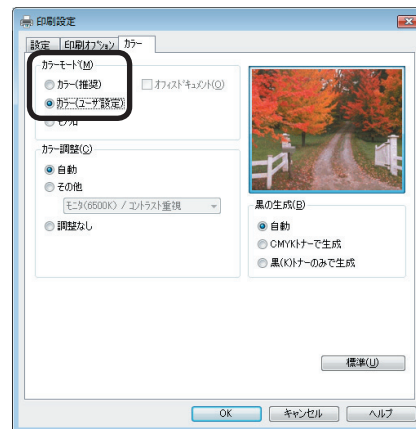 印刷設定
設定 印刷オプション カラー
カラーモード(M)
カラー(推奨)
オフィスドキュメント(O)
カラー(ユーザ設定)
モノクロ
カラー調整(C)
自動
その他
モニタ(6500K) / コントラスト重視
調整なし
黒の生成(B)
自動
CMYKトナーで生成
黒(K)トナーのみで生成
標準(U)
OK キャンセル ヘルプ